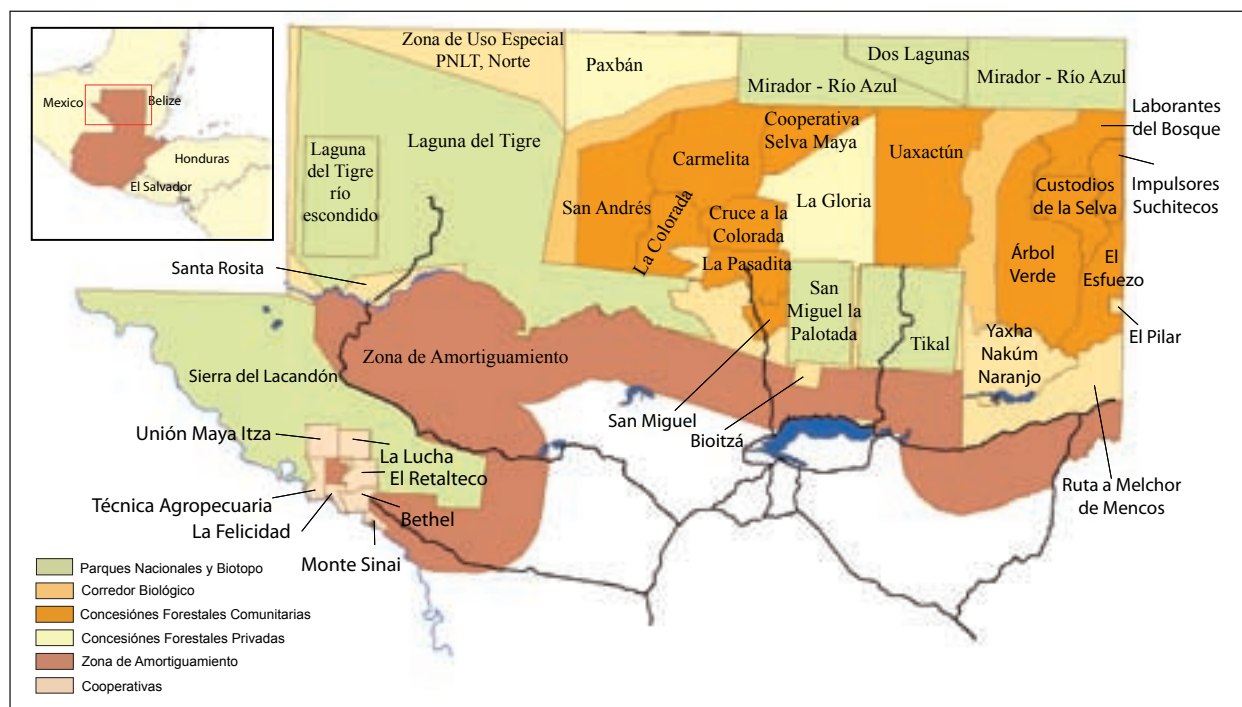 Mexico
Belize
Honduras
El Salvador
Zona de Uso Especial
PNLT, Norte
Paxbán
Dos Lagunas
Mirador - Río Azul
Mirador - Río Azul
Laborantes
del Bosque
Laguna del Tigre
Laguna
del Tigre
río
escondido
Carmelita
Cooperativa
Selva Maya
Uaxactún
Impulsores
Suchitecos
Custodios
de la Selva
San Andrés
La Colorada
Cruce a la
Colorada
La Gloria
La Pasadita
Árbol
Verde
El
Esfuezo
Santa Rosita
San
Miguel la
Palotada
Tikal
Yaxha
Nakúm
Naranjo
El Pilar
Zona de Amortiguamiento
Sierra del Lacandón
San Miguel
Bioitzá
Unión Maya Itza
La Lucha
El Retalteco
Técnica Agropecuaria
La Felicidad
Bethel
Monte Sinai
Ruta a Melchor
de Mencos
Parques Nacionales y Biotopo
Corredor Biológico
Concesiónes Forestales Comunitarias
Concesiónes Forestales Privadas
Zona de Amortiguamiento
Cooperativas